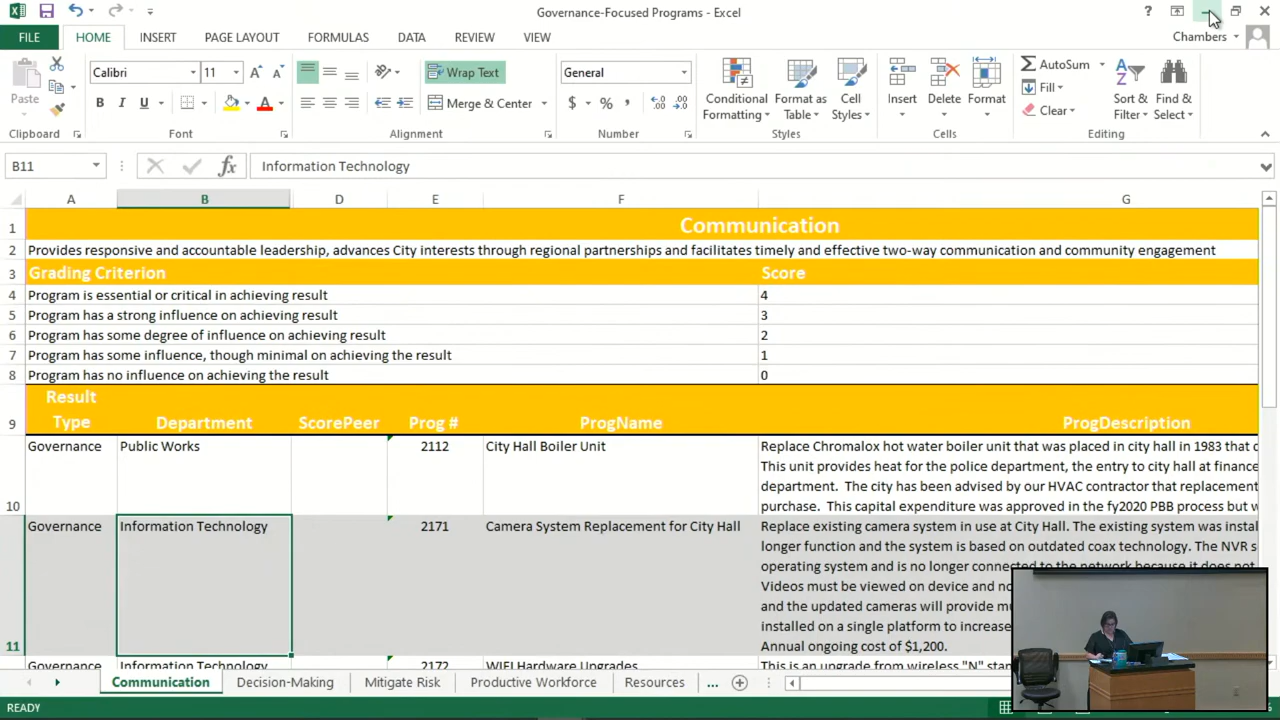 Governance-Focused Programs - Excel
?
FILE HOME INSERT PAGE LAYOUT FORMULAS DATA REVIEW VIEW Chambers
Calibri 11 Wrap Text General AutoSum
Paste B I U Merge & Center $ % , Conditional Formatting Format as Table Cell Styles Insert Delete Format Fill Clear Sort & Filter Find & Select
Clipboard Font Alignment Number Styles Cells Editing
B11 fx Information Technology
A B D E F G
1 Communication
2 Provides responsive and accountable leadership, advances City interests through regional partnerships and facilitates timely and effective two-way communication and community engagement
3 Grading Criterion Score
4 Program is essential or critical in achieving result 4
5 Program has a strong influence on achieving result 3
6 Program has some degree of influence on achieving result 2
7 Program has some influence, though minimal on achieving the result 1
8 Program has no influence on achieving the result 0
Result
9 Type Department ScorePeer Prog # ProgName ProgDescription
Governance Public Works 2112 City Hall Boiler Unit Replace Chromalox hot water boiler unit that was placed in city hall in 1983 that
This unit provides heat for the police department, the entry to city hall at finance
department. The city has been advised by our HVAC contractor that replacement
10 purchase. This capital expenditure was approved in the fy2020 PBB process but
Governance Information Technology 2171 Camera System Replacement for City Hall Replace existing camera system in use at City Hall. The existing system was
longer function and the system is based on outdated coax technology. The NVR
operating system and is no longer connected to the network because it does not
Videos must be viewed on device and
and the updated cameras will provide
installed on a single platform to
11 Annual ongoing cost of $1,200.
Governance Information Technology 2172 WIFI Hardware Upgrades This is an upgrade from wireless "N"
Communication Decision-Making Mitigate Risk Productive Workforce Resources ...
READY